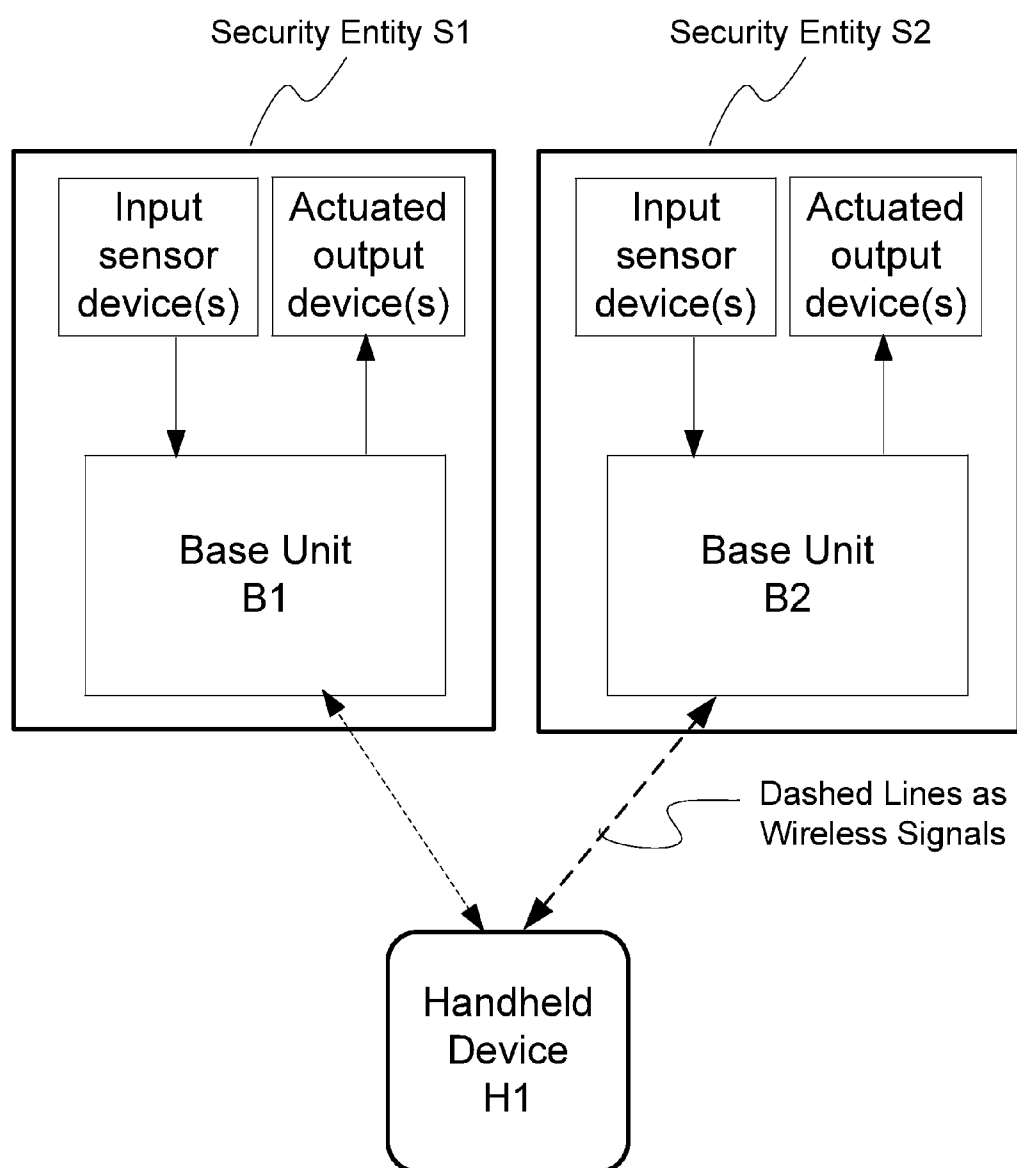 Security Entity S1
Security Entity S2
Input
sensor
device(s)
Actuated
output
device(s)
Input
sensor
device(s)
Actuated
output
device(s)
Base Unit
B1
Base Unit
B2
Dashed Lines as
Wireless Signals
Handheld
Device
H1